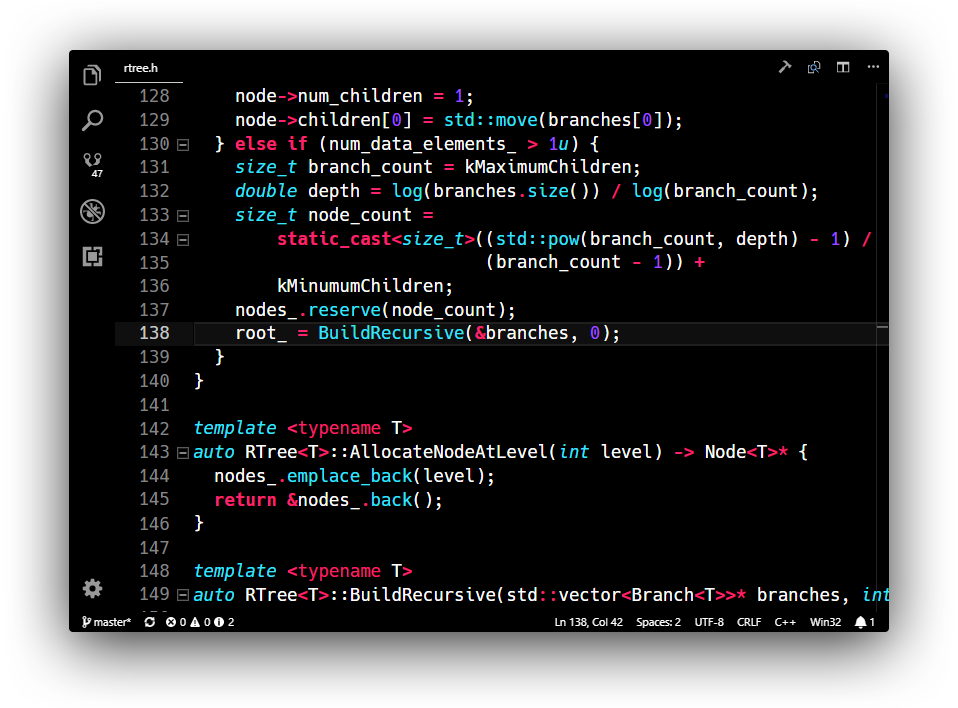 rtree.h
128 node->num_children = 1;
129 node->children[0] = std::move(branches[0]);
130 } else if (num_data_elements_ > 1u) {
131 size_t branch_count = kMaximumChildren;
132 double depth = log(branches.size()) / log(branch_count);
133 size_t node_count =
134 static_cast<size_t>((std::pow(branch_count, depth) - 1) /
135 (branch_count - 1)) +
136 kMinumumChildren;
137 nodes_.reserve(node_count);
138 root_ = BuildRecursive(&branches, 0);
139 }
140 }
141
142 template <typename T>
143 auto RTree<T>::AllocateNodeAtLevel(int level) -> Node<T>* {
144 nodes_.emplace_back(level);
145 return &nodes_.back();
146 }
147
148 template <typename T>
149 auto RTree<T>::BuildRecursive(std::vector<Branch<T>>* branches, int
47
master* 0 0 2 Ln 138, Col 42 Spaces: 2 UTF-8 CRLF C++ Win32 1